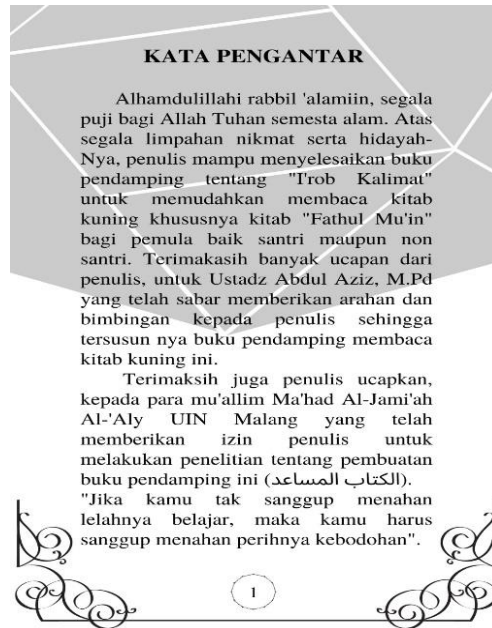 KATA PENGANTAR
Alhamdulillahi rabbil 'alamiin, segala
puji bagi Allah Tuhan semesta alam. Atas
segala limpahan nikmat serta hidayah-
Nya, penulis mampu menyelesaikan buku
pendamping tentang "I'rob Kalimat"
untuk memudahkan membaca kitab
kuning khususnya kitab "Fathul Mu'in"
bagi pemula baik santri maupun non
santri. Terimakasih banyak ucapan dari
penulis, untuk Ustadz Abdul Aziz, M.Pd
yang telah sabar memberikan arahan dan
bimbingan kepada penulis sehingga
tersusun nya buku pendamping membaca
kitab kuning ini.
Terimaksih juga penulis ucapkan,
kepada para mu'allim Ma'had Al-Jami'ah
Al-'Aly UIN Malang yang telah
memberikan izin penulis untuk
melakukan penelitian tentang pembuatan
buku pendamping ini (الكتاب المساعد).
"Jika kamu tak sanggup menahan
lelahnya belajar, maka kamu harus
sanggup menahan perihnya kebodohan".
1